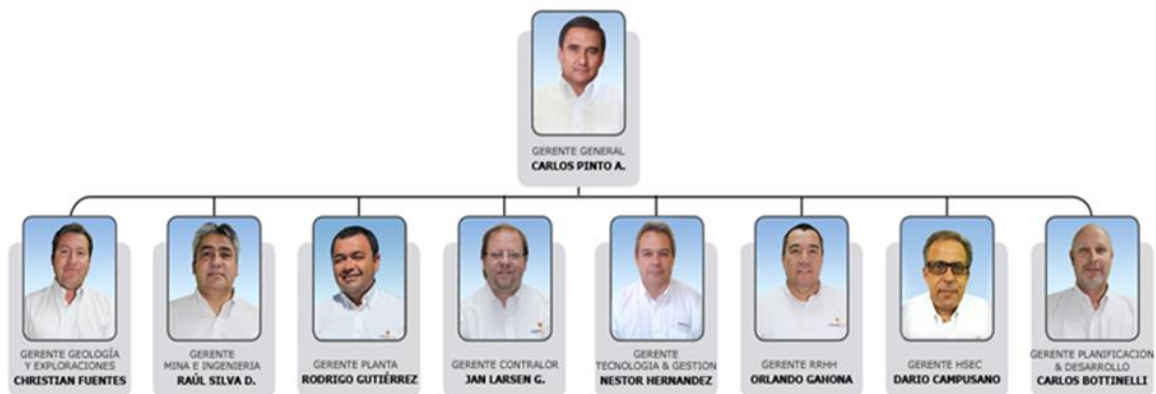 GERENTE GENERAL
CARLOS PINTO A.
GERENTE GEOLOGÍA
Y EXPLORACIONES
CHRISTIAN FUENTES
GERENTE
MINA E INGENIERIA
RAÚL SILVA D.
GERENTE PLANTA
RODRIGO GUTIÉRREZ
GERENTE CONTRALOR
JAN LARSEN G.
GERENTE
TECNOLOGIA & GESTION
NESTOR HERNANDEZ
GERENTE RRHH
ORLANDO GAHONA
GERENTE HSEC
DARIO CAMPUSANO
GERENTE PLANIFICACION
& DESARROLLO
CARLOS BOTTINELLI